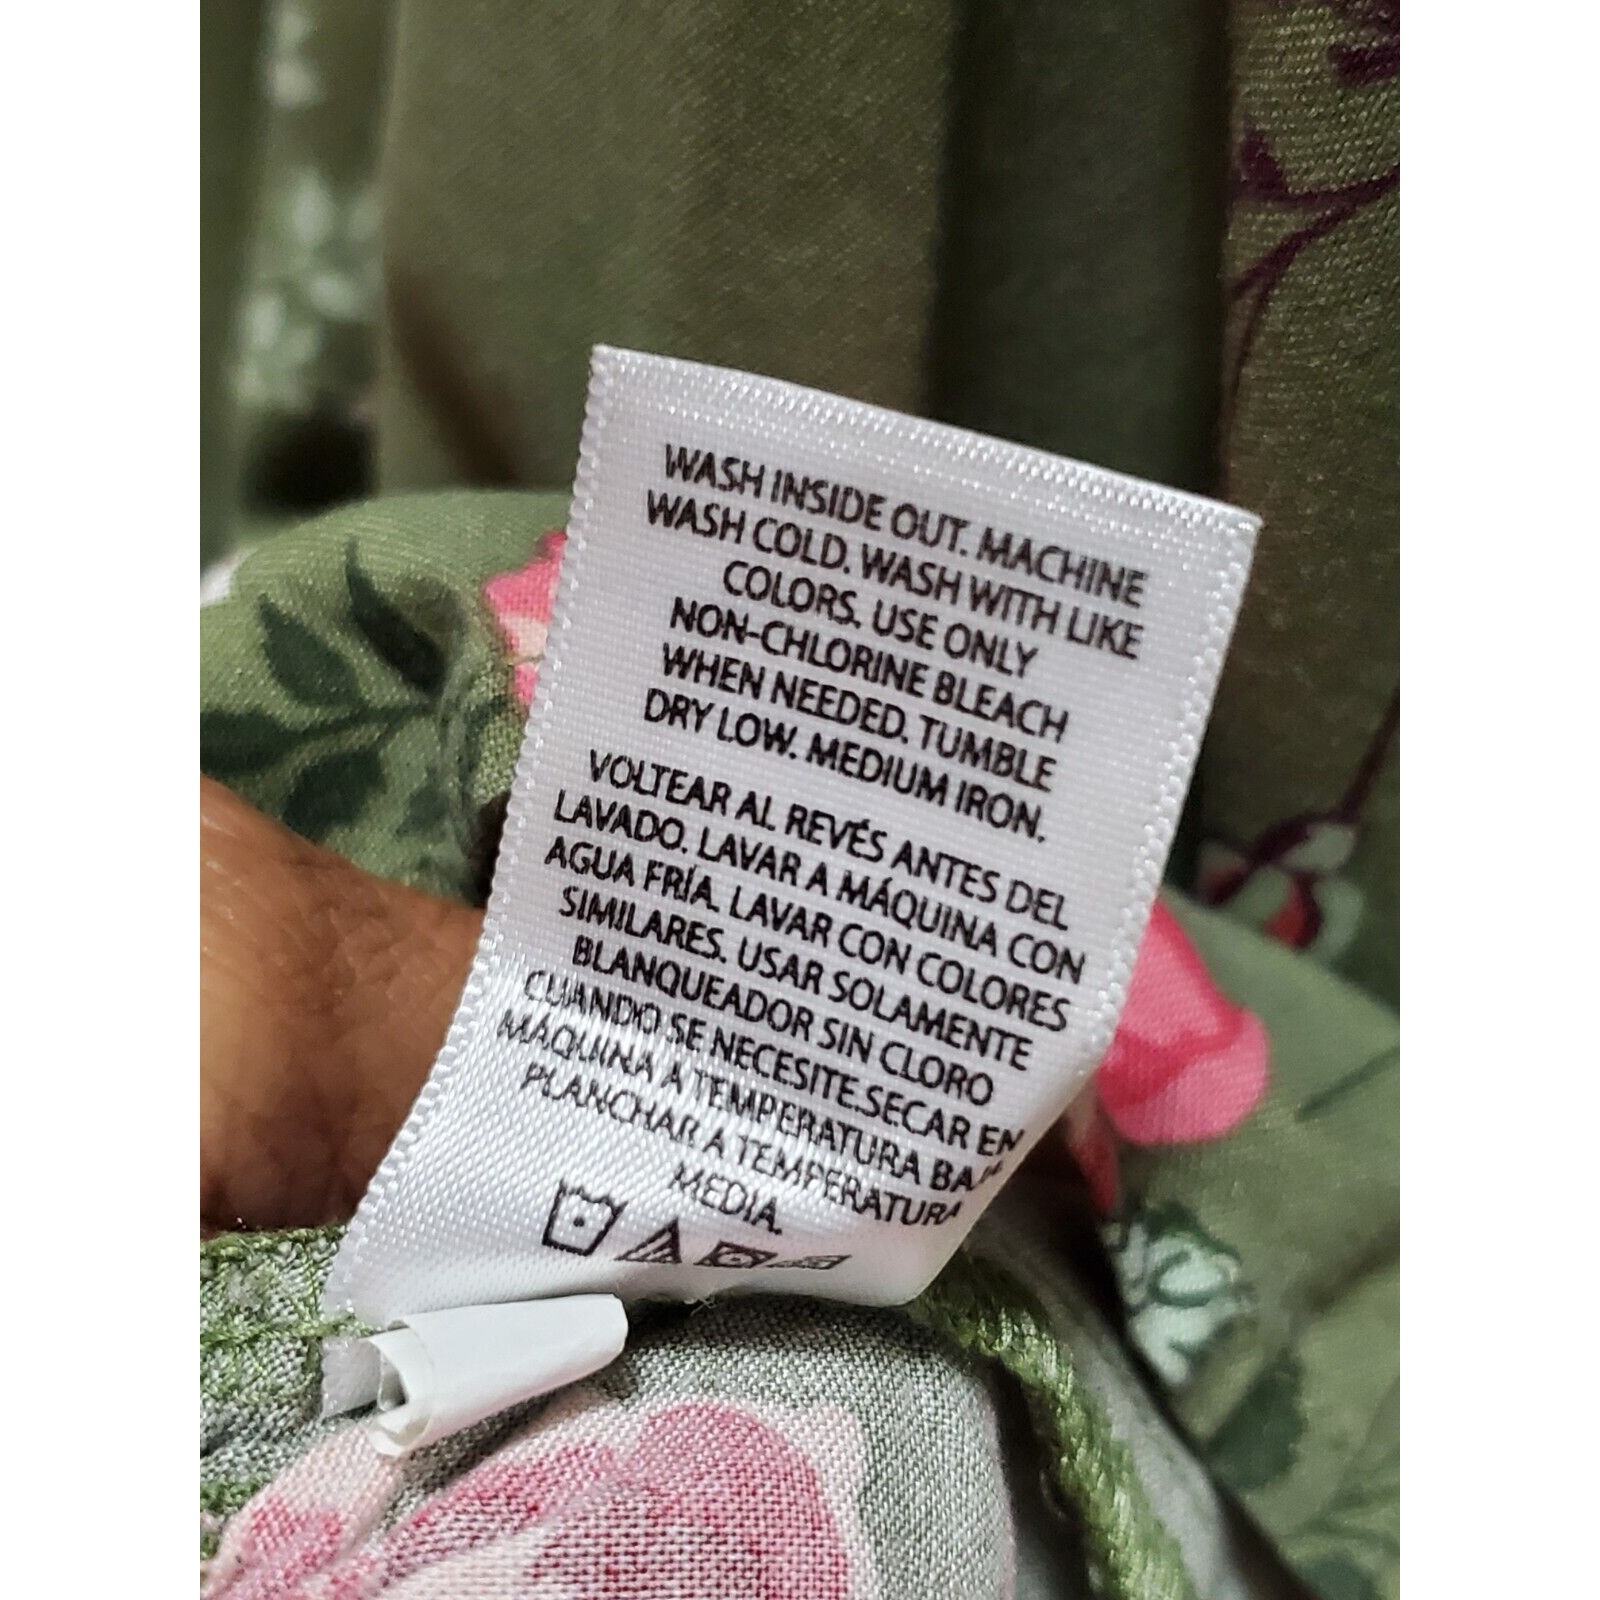 WASH INSIDE OUT. MACHINE
WASH COLD. WASH WITH LIKE
COLORS. USE ONLY
NON-CHLORINE BLEACH
WHEN NEEDED. TUMBLE
DRY LOW. MEDIUM IRON.
VOLTEAR AL REVÉS ANTES DEL
LAVADO. LAVAR A MÁQUINA CON
AGUA FRÍA. LAVAR CON COLORES
SIMILARES. USAR SOLAMENTE
BLANQUEADOR SIN CLORO
CUANDO SE NECESITE.SECAR EN
MÁQUINA A TEMPERATURA
PLANCHAR A TEMPERATURA
MEDIA.